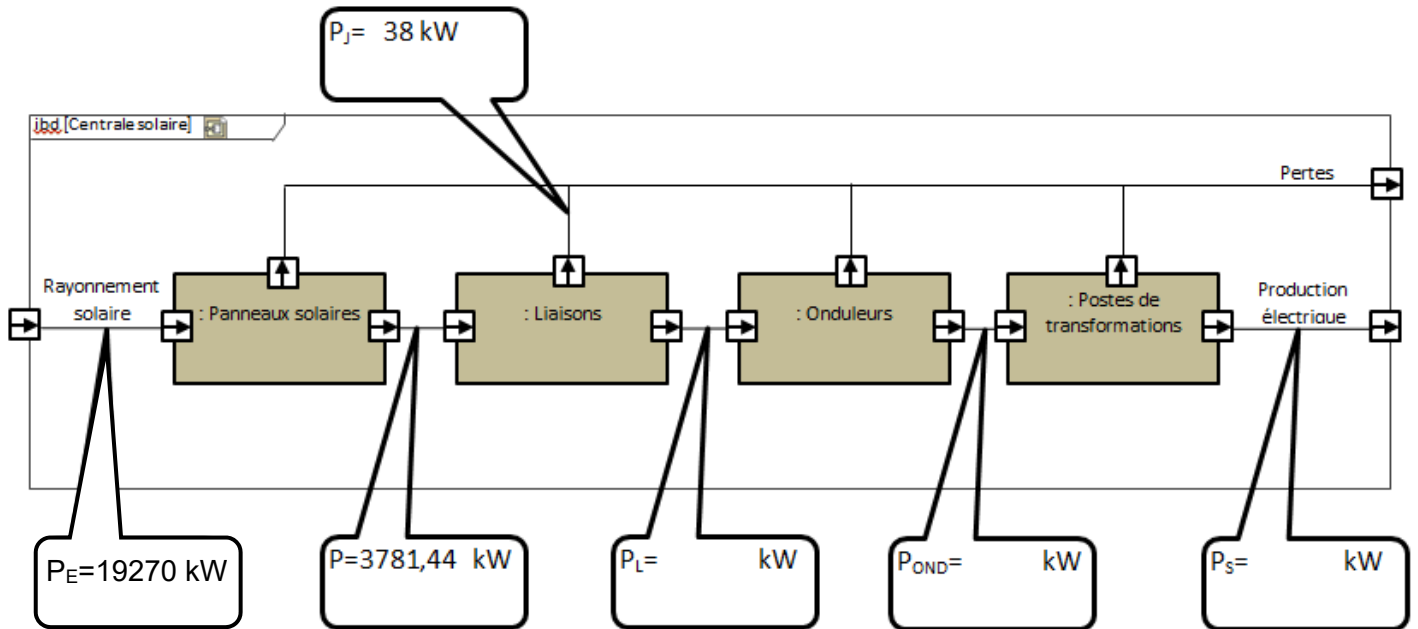 PJ= 38 kW
ibd [Centrale solaire]
Pertes
Rayonnement
solaire
: Panneaux solaires
: Liaisons
: Onduleurs
: Postes de
transformations
Production
électrique
PE=19270 kW
P=3781,44 kW
PL= kW
POND= kW
PS= kW